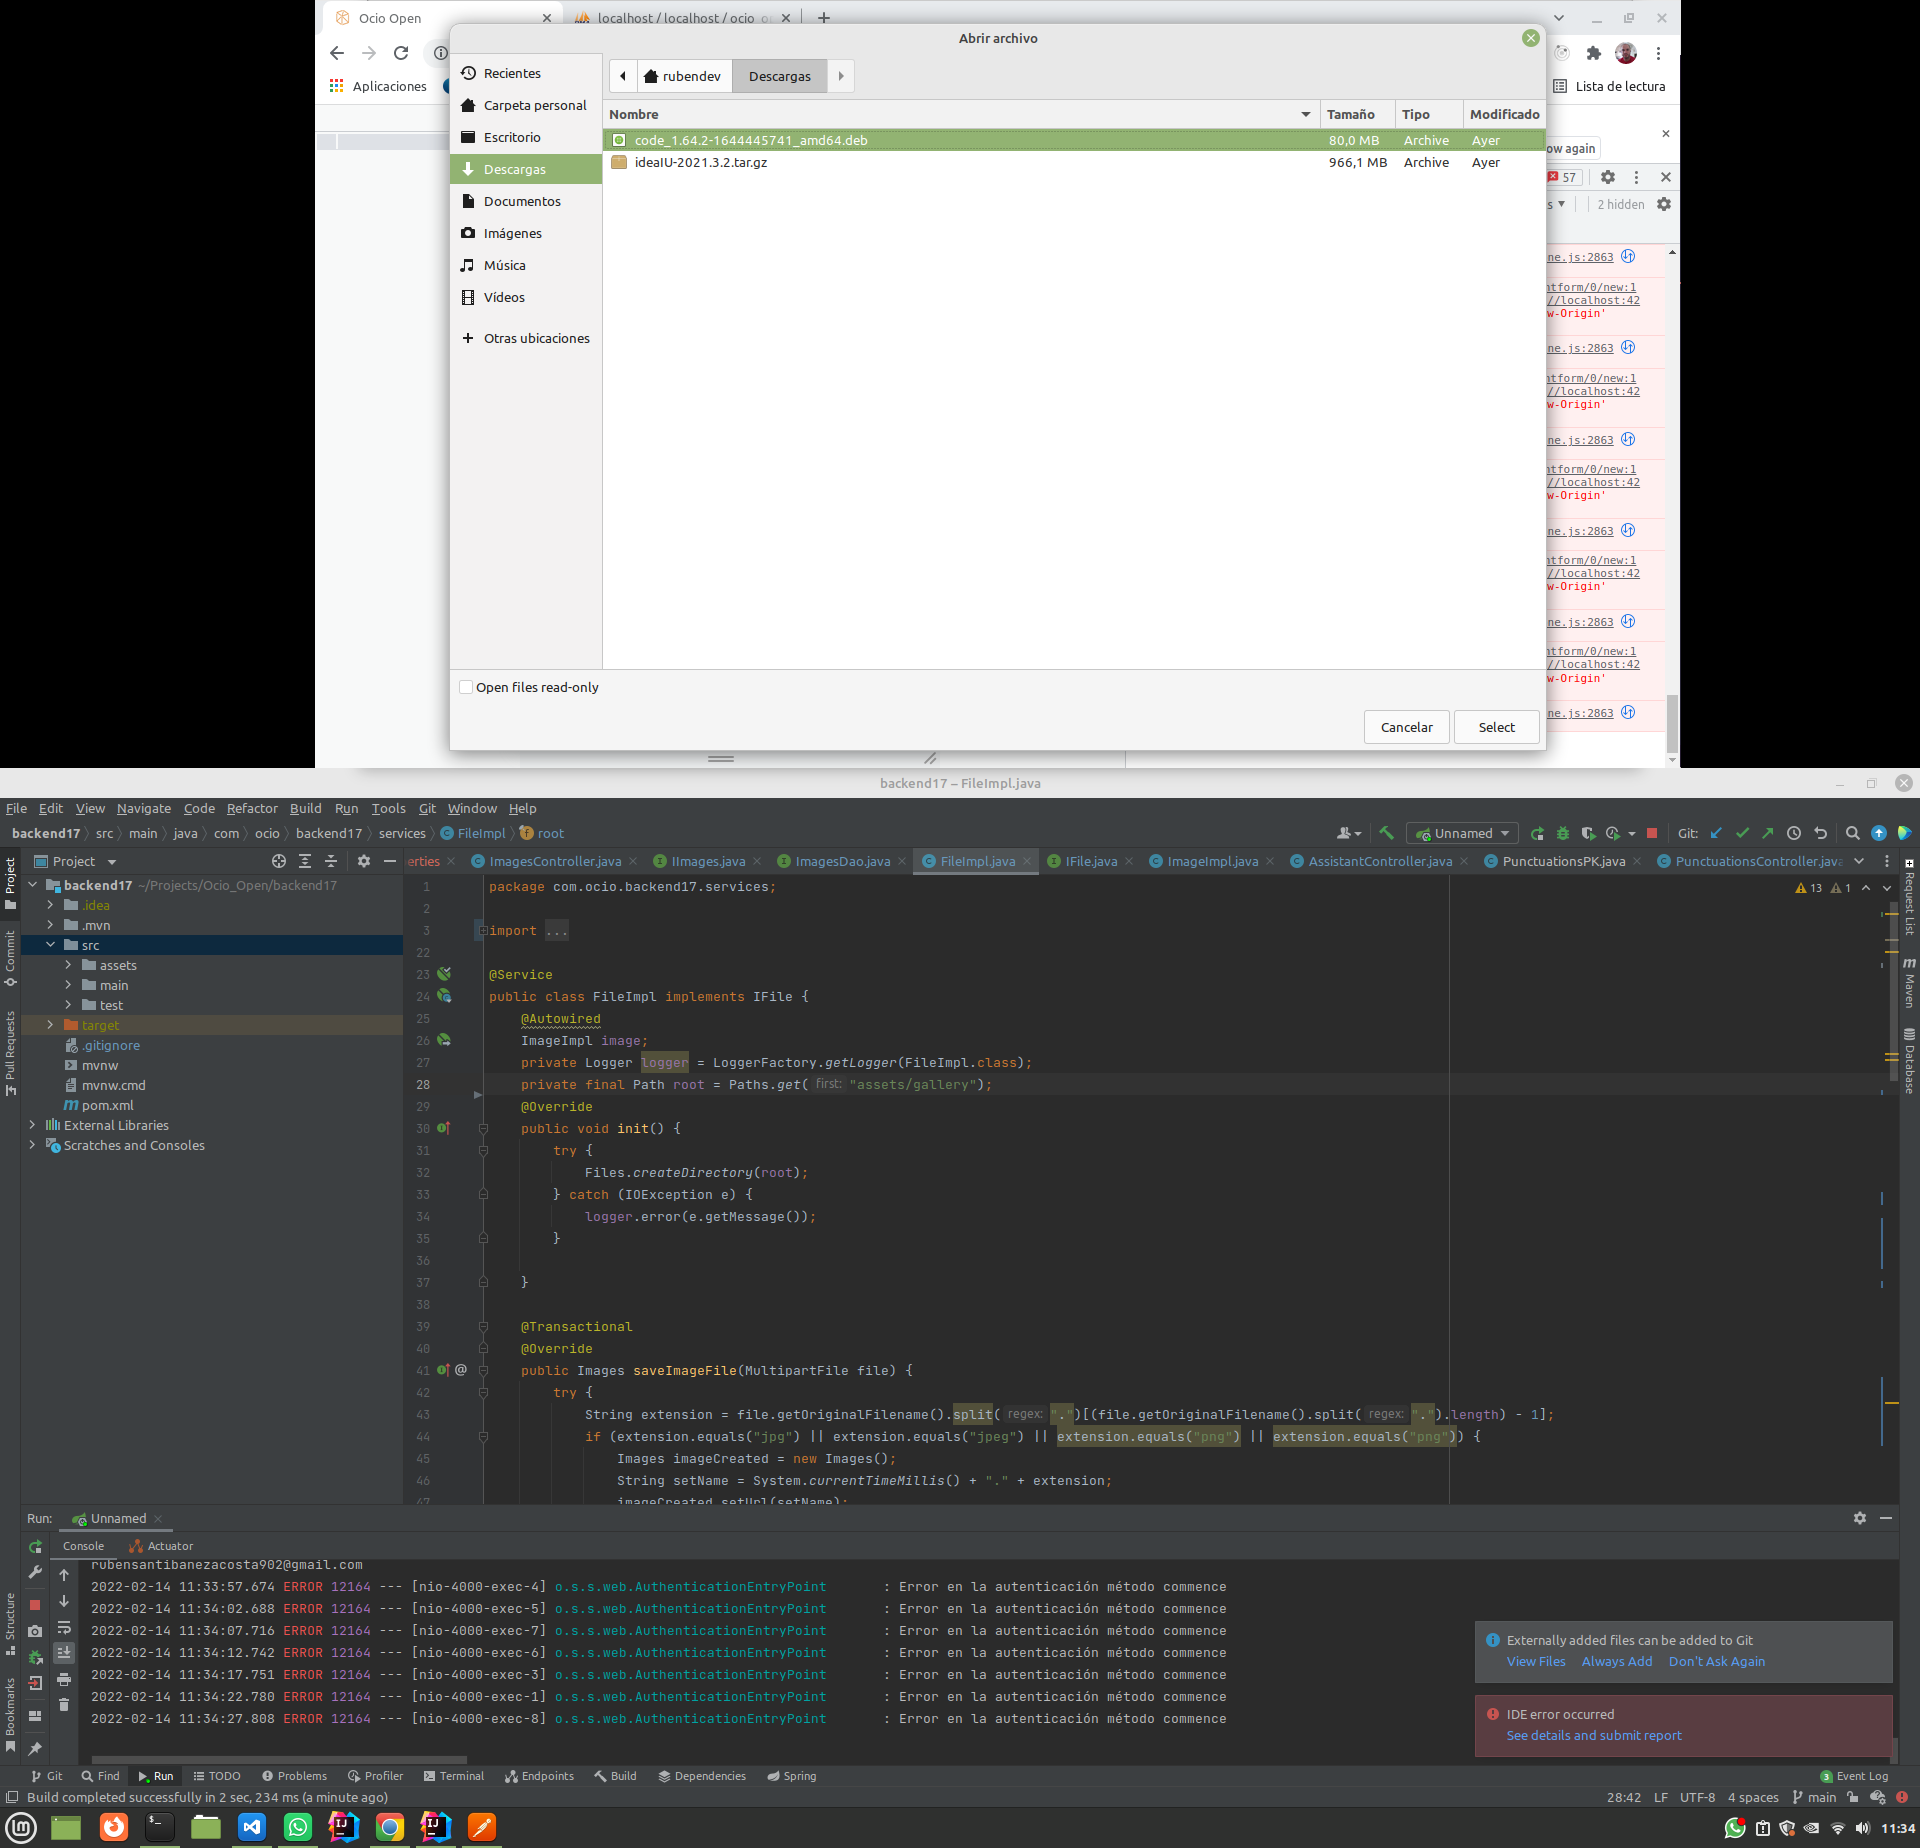 Ocio Open
localhost / localhost / ocio_o
Aplicaciones
Lista de lectura
Abrir archivo
Recientes
Carpeta personal
Escritorio
Descargas
Documentos
Imágenes
Música
Vídeos
Otras ubicaciones
rubendev
Descargas
Nombre
Tamaño
Tipo
Modificado
code_1.64.2-1644445741_amd64.deb
80,0 MB
Archive
Ayer
ideaIU-2021.3.2.tar.gz
966,1 MB
Archive
Ayer
Open files read-only
Cancelar
Select
ow again
57
s
2 hidden
ne.js:2863
ntform/0/new:1
//localhost:42
w-Origin'
ne.js:2863
ntform/0/new:1
//localhost:42
w-Origin'
ne.js:2863
ntform/0/new:1
//localhost:42
w-Origin'
ne.js:2863
ntform/0/new:1
//localhost:42
w-Origin'
ne.js:2863
ntform/0/new:1
//localhost:42
w-Origin'
ne.js:2863
backend17 – FileImpl.java
File Edit View Navigate Code Refactor Build Run Tools Git Window Help
backend17 src main java com ocio backend17 services FileImpl root
Unnamed
Git:
Project
erties
ImagesController.java
IImages.java
ImagesDao.java
FileImpl.java
IFile.java
ImageImpl.java
AssistantController.java
PunctuationsPK.java
PunctuationsController.java
Project
Commit
Pull Requests
Structure
Bookmarks
Request List
Maven
Database
backend17 ~/Projects/Ocio_Open/backend17
.idea
.mvn
src
assets
main
test
target
.gitignore
mvnw
mvnw.cmd
pom.xml
External Libraries
Scratches and Consoles
13 1
1 package com.ocio.backend17.services;
2
3 import ...
22
23 @Service
24 public class FileImpl implements IFile {
25 @Autowired
26 ImageImpl image;
27 private Logger logger = LoggerFactory.getLogger(FileImpl.class);
28 private final Path root = Paths.get( first: "assets/gallery");
29 @Override
30 public void init() {
31 try {
32 Files.createDirectory(root);
33 } catch (IOException e) {
34 logger.error(e.getMessage());
35 }
36
37 }
38
39 @Transactional
40 @Override
41 @ public Images saveImageFile(MultipartFile file) {
42 try {
43 String extension = file.getOriginalFilename().split( regex: ".")[(file.getOriginalFilename().split( regex: ".").length) - 1];
44 if (extension.equals("jpg") || extension.equals("jpeg") || extension.equals("png") || extension.equals("png")) {
45 Images imageCreated = new Images();
46 String setName = System.currentTimeMillis() + "." + extension;
47 imageCreated.setUrl(setName);
Run: Unnamed
Console Actuator
rubensantibanezacosta902@gmail.com
2022-02-14 11:33:57.674 ERROR 12164 --- [nio-4000-exec-4] o.s.s.web.AuthenticationEntryPoint : Error en la autenticación método commence
2022-02-14 11:34:02.688 ERROR 12164 --- [nio-4000-exec-5] o.s.s.web.AuthenticationEntryPoint : Error en la autenticación método commence
2022-02-14 11:34:07.716 ERROR 12164 --- [nio-4000-exec-7] o.s.s.web.AuthenticationEntryPoint : Error en la autenticación método commence
2022-02-14 11:34:12.742 ERROR 12164 --- [nio-4000-exec-6] o.s.s.web.AuthenticationEntryPoint : Error en la autenticación método commence
2022-02-14 11:34:17.751 ERROR 12164 --- [nio-4000-exec-3] o.s.s.web.AuthenticationEntryPoint : Error en la autenticación método commence
2022-02-14 11:34:22.780 ERROR 12164 --- [nio-4000-exec-1] o.s.s.web.AuthenticationEntryPoint : Error en la autenticación método commence
2022-02-14 11:34:27.808 ERROR 12164 --- [nio-4000-exec-8] o.s.s.web.AuthenticationEntryPoint : Error en la autenticación método commence
Externally added files can be added to Git
View Files Always Add Don't Ask Again
IDE error occurred
See details and submit report
Git Find Run TODO Problems Profiler Terminal Endpoints Build Dependencies Spring
3 Event Log
Build completed successfully in 2 sec, 234 ms (a minute ago)
28:42 LF UTF-8 4 spaces main
11:34